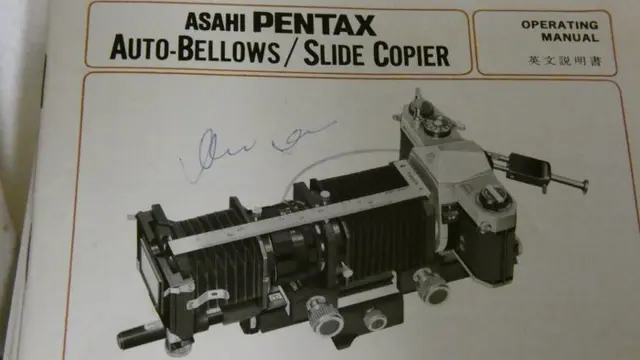 ASAHI PENTAX
AUTO-BELLOWS / SLIDE COPIER
OPERATING
MANUAL
英文説明書